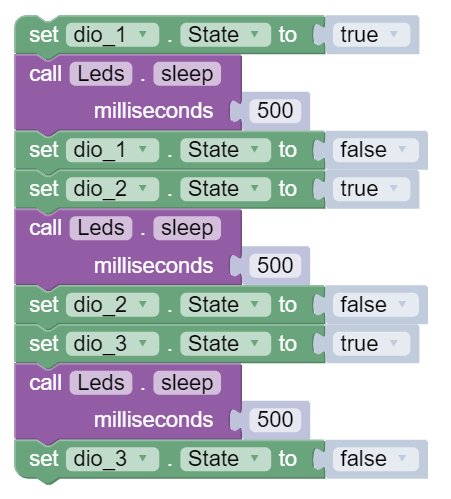 set dio_1 . State to true
call Leds . sleep
milliseconds 500
set dio_1 . State to false
set dio_2 . State to true
call Leds . sleep
milliseconds 500
set dio_2 . State to false
set dio_3 . State to true
call Leds . sleep
milliseconds 500
set dio_3 . State to false